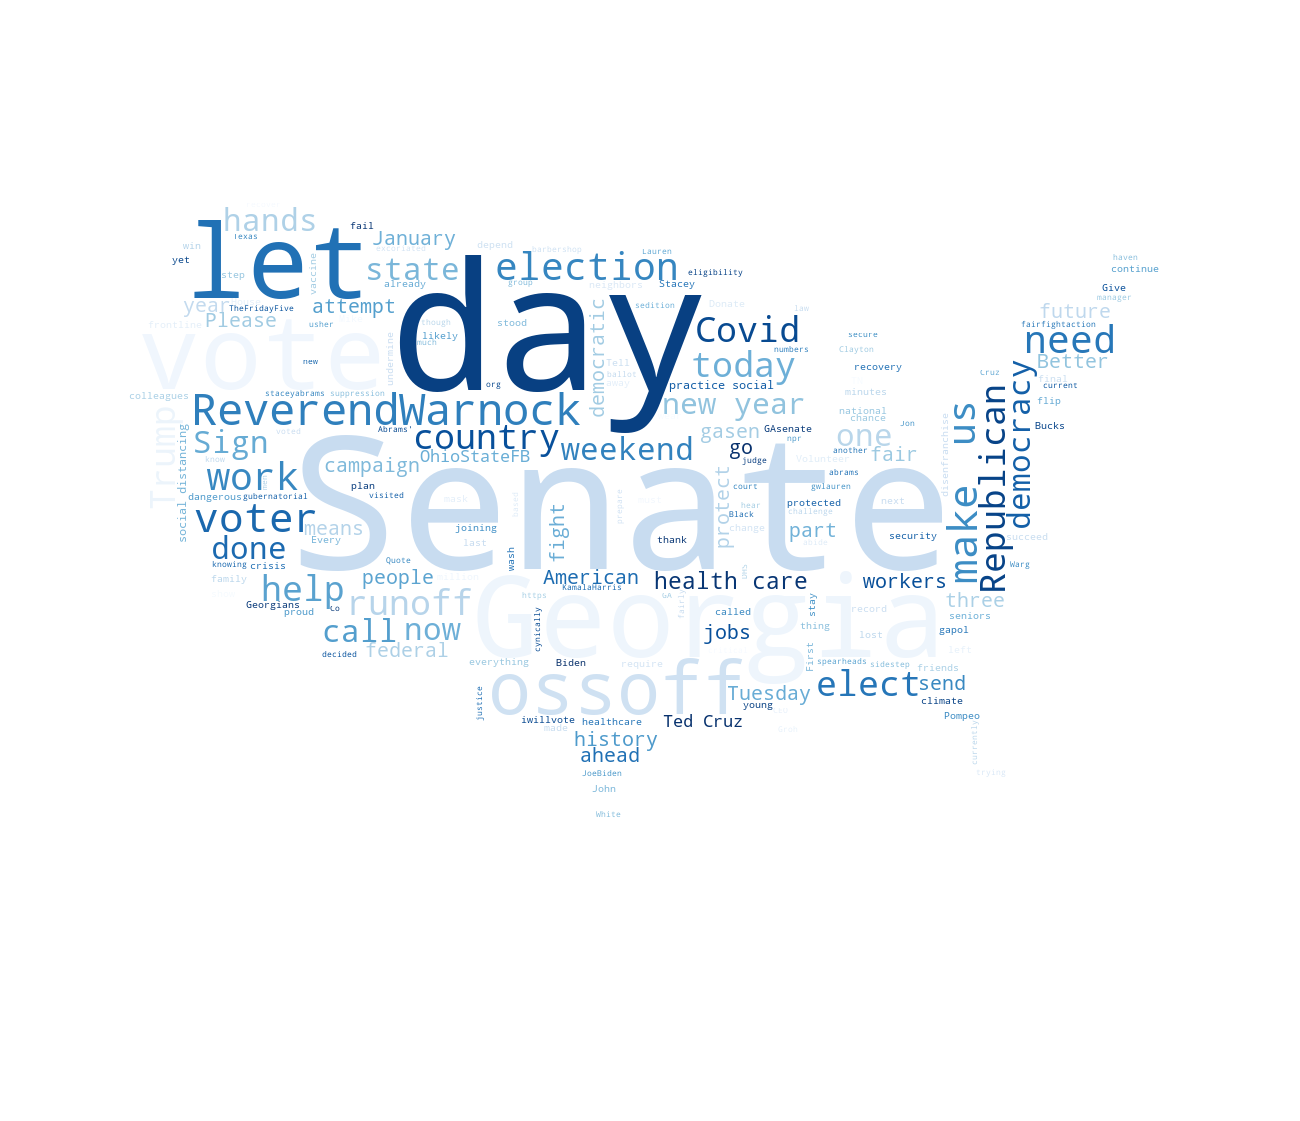 hands
fail
let
January
Texas
win
yet
excoriated
depend
barbershop
Lauren
haven
state
election
continue
step
vaccine
already
group
eligibility
Stacey
day
Give
manager
year
TheFridayFive
attempt
sedition
Donate
law
future
Please
usher
though
stood
democratic
Covid
fairfightaction
frontline
vote
undermine
likely
much
secure
need
new
numbers
Clayton
Tell
today
Better
recovery
ballot
Cruz
final
away
org
practice social
current
colleagues
staceyabrams
suppression
minutes
flip
ReverendWarnock
new year
national
chance
Jon
Bucks
Trump
voted
Abrams'
country
gasen
GAsenate
one
Sign
weekend
npr
go
another
fair
us
know
OhioStateFB
judge
Volunteer
campaign
social distancing
work
abrams
disenfranchise
Republican
democracy
plan
court
gwlauren
dangerous
gubernatorial
visited
mask
based
prepare
Senate
protect
hear
protected
next
make
voter
Black
challenge
means
joining
fight
change
part
Every
last
thank
security
succeed
done
wash
abide
knowing
crisis
Quote
Warg
family
people
million
American
health care
workers
help
KamalaHarris
Georgians
Co
runoff
https
fairly
stay
record
three
proud
Georgia
called
seniors
call
now
cynically
jobs
thing
lost
gapol
decided
federal
First
left
everything
Biden
require
spearheads
sidestep
friends
justice
ossoff
Tuesday
elect
send
young
climate
iwillvote
healthcare
Ted Cruz
Pompeo
made
history
currently
ahead
JoeBiden
trying
John
White
neighbors